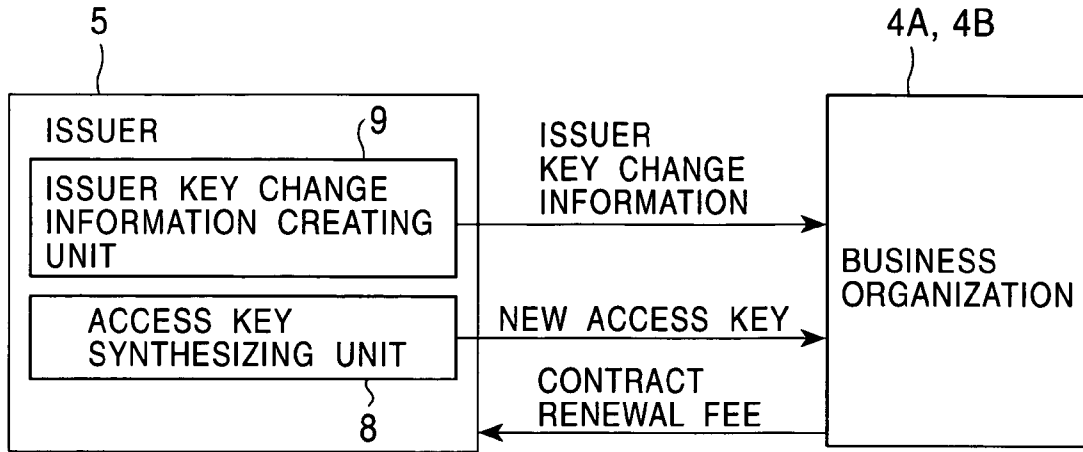 5
4A, 4B
ISSUER
9
ISSUER KEY CHANGE
INFORMATION CREATING
UNIT
ACCESS KEY
SYNTHESIZING UNIT
8
ISSUER
KEY CHANGE
INFORMATION
NEW ACCESS KEY
CONTRACT
RENEWAL FEE
BUSINESS
ORGANIZATION